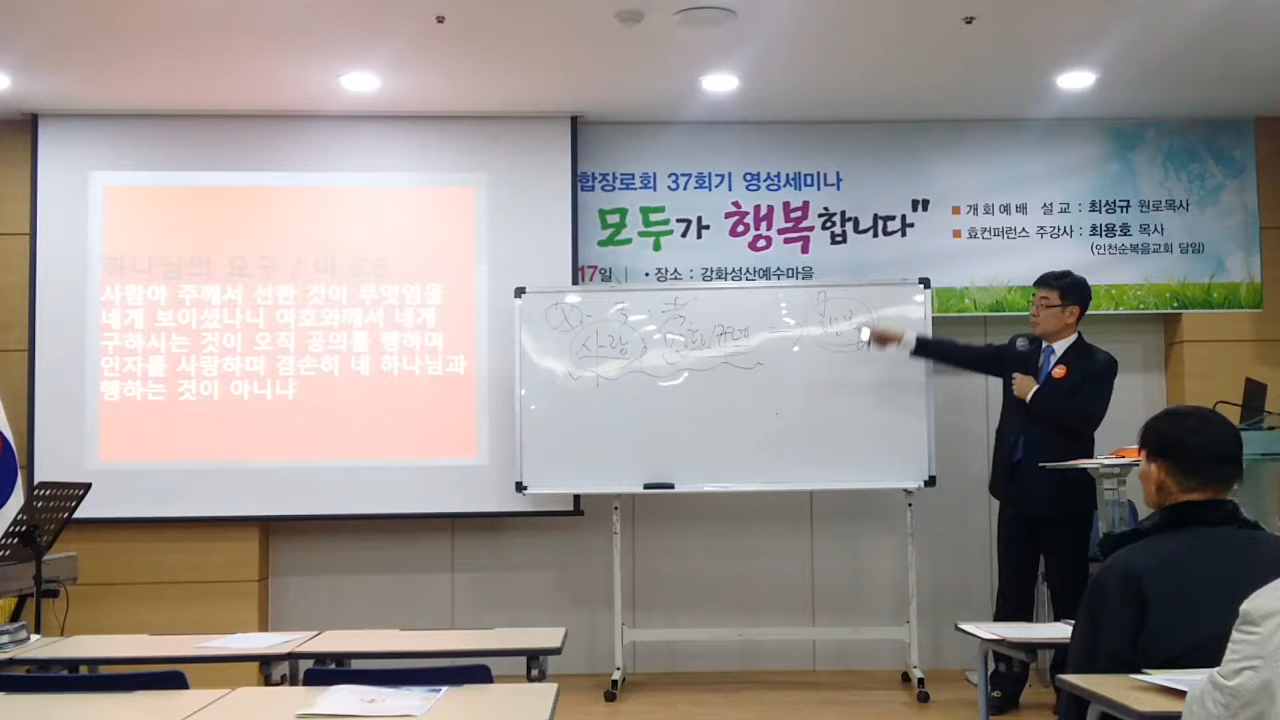 사람아 주께서 선한 것이 무엇임을
네게 보이셨나니 여호와께서 네게
구하시는 것이 오직 공의를 행하며
인자를 사랑하며 겸손히 네 하나님과
행하는 것이 아니냐
합장로회 37회기 영성세미나
모두가 행복합니다"
17일 | • 장소 : 강화성산예수마을
■ 개회예배 설교 : 최성규 원로목사
■ 효컨퍼런스 주강사 : 최용호 목사
(인천순복음교회 담임)
사랑